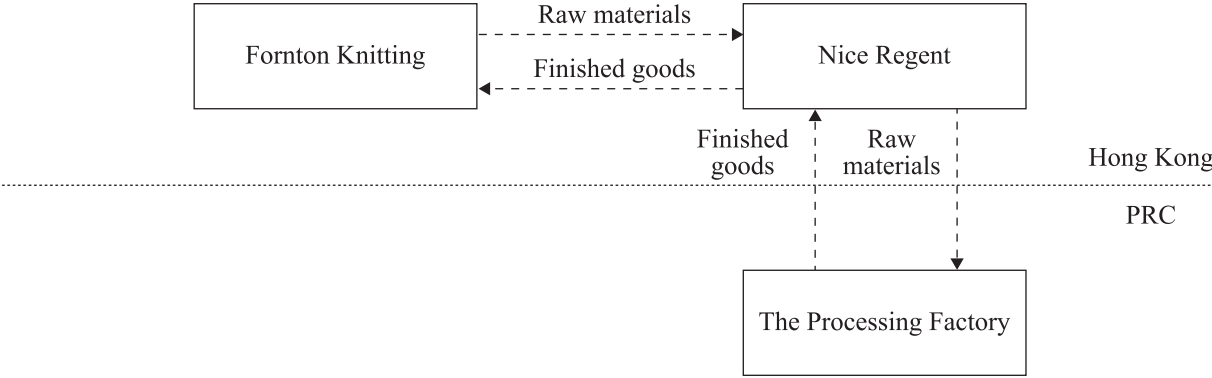 Raw materials
Fornton Knitting
Nice Regent
Finished goods
Finished
goods
Raw
materials
Hong Kong
PRC
The Processing Factory